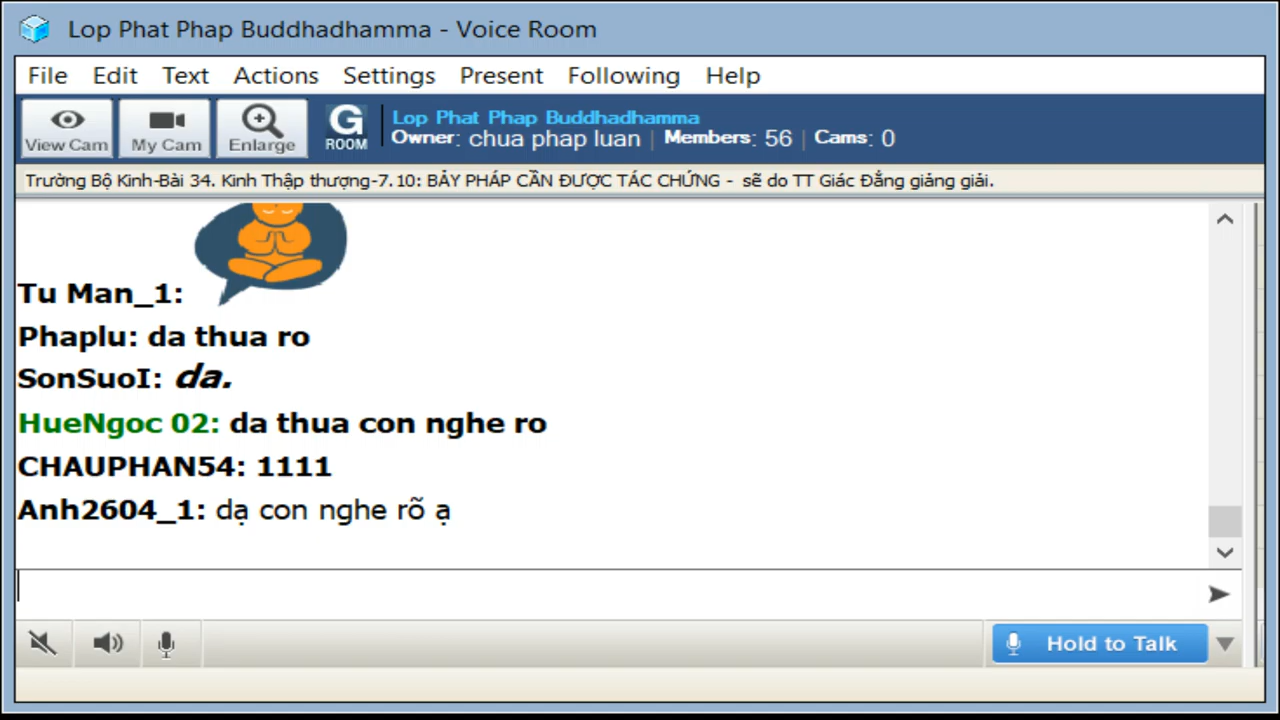 Lop Phat Phap Buddhadhamma - Voice Room
File Edit Text Actions Settings Present Following Help
View Cam My Cam Enlarge G ROOM
Lop Phat Phap Buddhadhamma
Owner: chua phap luan | Members: 56 | Cams: 0
Trường Bộ Kinh-Bài 34. Kinh Thập thượng-7.10: BẢY PHÁP CẦN ĐƯỢC TÁC CHỨNG - sẽ do TT Giác Đẳng giảng giải.
Tu Man_1:
Phaplu: da thua ro
SonSuoI: da.
HueNgoc 02: da thua con nghe ro
CHAUPHAN54: 1111
Anh2604_1: dạ con nghe rõ ạ
Hold to Talk